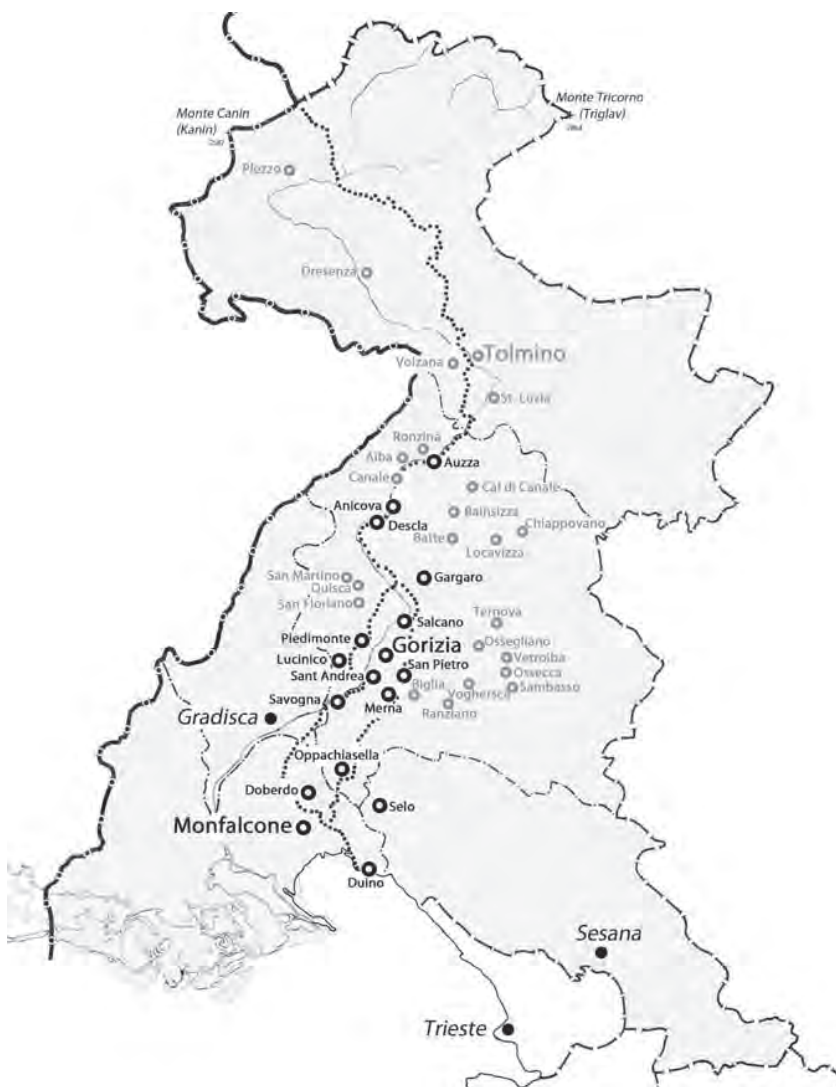 Monte Canin
(Kanin)
Monte Tricorno
(Triglav)
Plezzo
Dresenza
Tolmino
Volzana
St. Lucia
Ronzina
Aiba
Auzza
Canale
Cal di Canale
Anicova
Bainsizza
Descla
Chiappovano
Batte
Locavizza
San Martino
Gargaro
Quisca
San Floriano
Ternova
Salcano
Piedimonte
Gorizia
Ossegliano
Lucinico
San Pietro
Vetroiba
Sant Andrea
Ossecca
Biglia
Voghersca
Sambasso
Savogna
Merna
Ranziano
Gradisca
Oppachiasella
Doberdo
Selo
Monfalcone
Duino
Sesana
Trieste